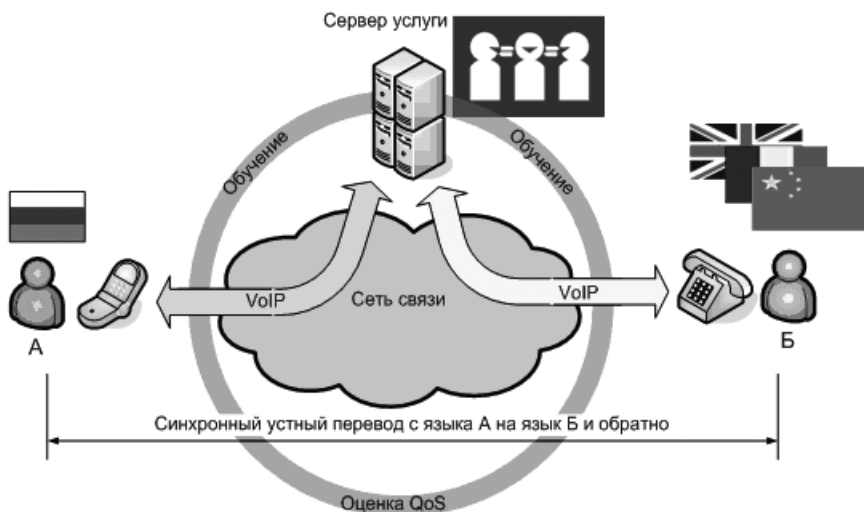 Сервер услуги
Обучение
Обучение
VoIP
Сеть связи
VoIP
А
Б
Синхронный устный перевод с языка А на язык Б и обратно
Оценка QoS